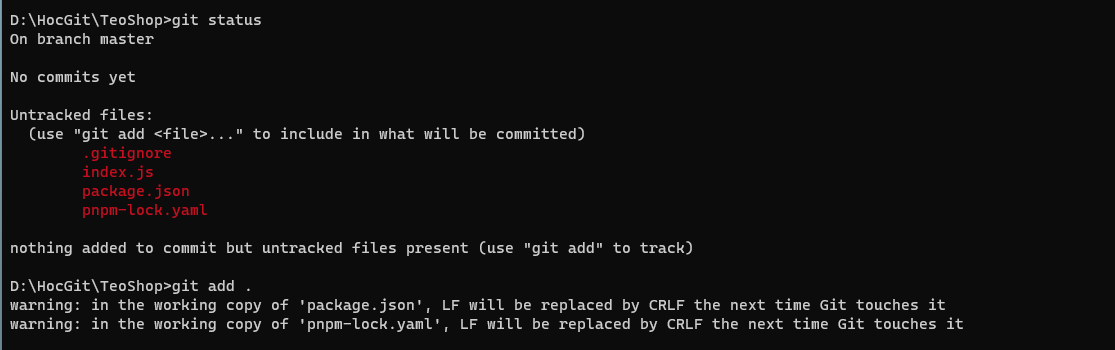 D:\HocGit\TeoShop>git status
On branch master
No commits yet
Untracked files:
  (use "git add <file>..." to include in what will be committed)
        .gitignore
        index.js
        package.json
        pnpm-lock.yaml
nothing added to commit but untracked files present (use "git add" to track)
D:\HocGit\TeoShop>git add .
warning: in the working copy of 'package.json', LF will be replaced by CRLF the next time Git touches it
warning: in the working copy of 'pnpm-lock.yaml', LF will be replaced by CRLF the next time Git touches it